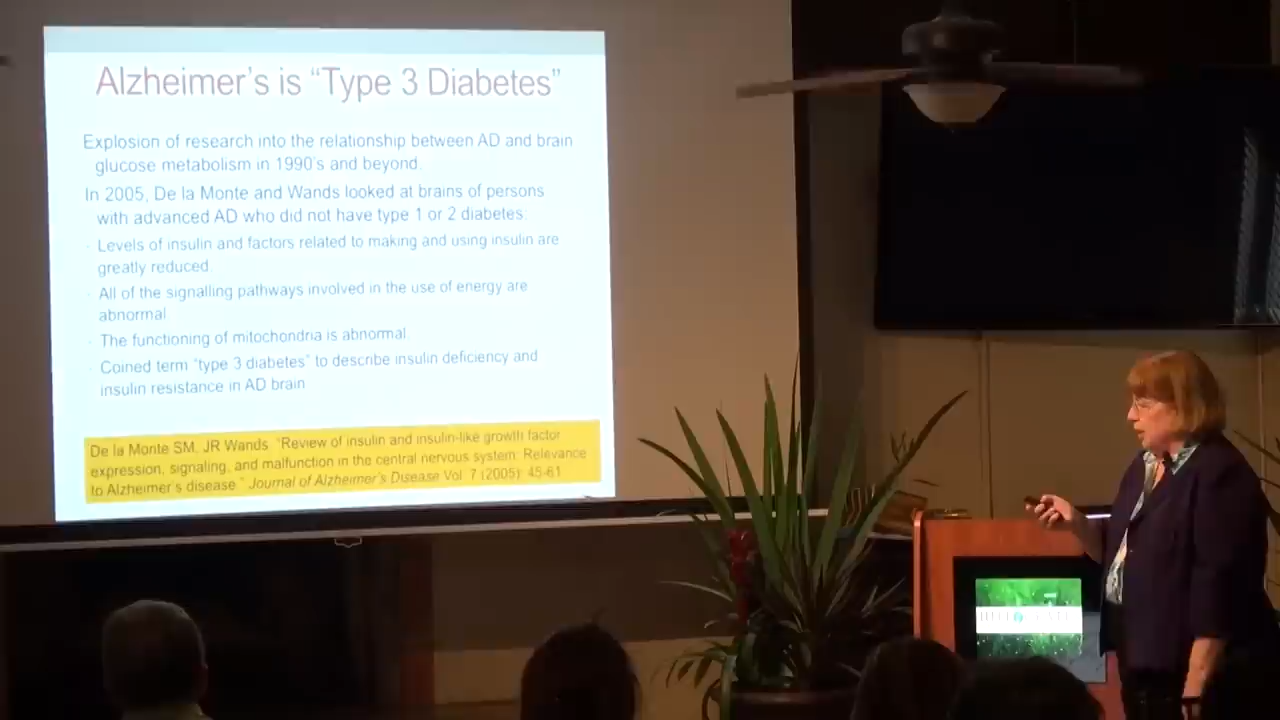 Alzheimer's is “Type 3 Diabetes”
Explosion of research into the relationship between AD and brain
glucose metabolism in 1990's and beyond.
In 2005, De la Monte and Wands looked at brains of persons
with advanced AD who did not have type 1 or 2 diabetes:
· Levels of insulin and factors related to making and using insulin are
greatly reduced.
· All of the signalling pathways involved in the use of energy are
abnormal.
· The functioning of mitochondria is abnormal.
· Coined term “type 3 diabetes” to describe insulin deficiency and
insulin resistance in AD brain
De la Monte SM, JR Wands. “Review of insulin and insulin-like growth factor
expression, signaling, and malfunction in the central nervous system: Relevance
to Alzheimer's disease.” Journal of Alzheimer's Disease Vol. 7 (2005): 45-61